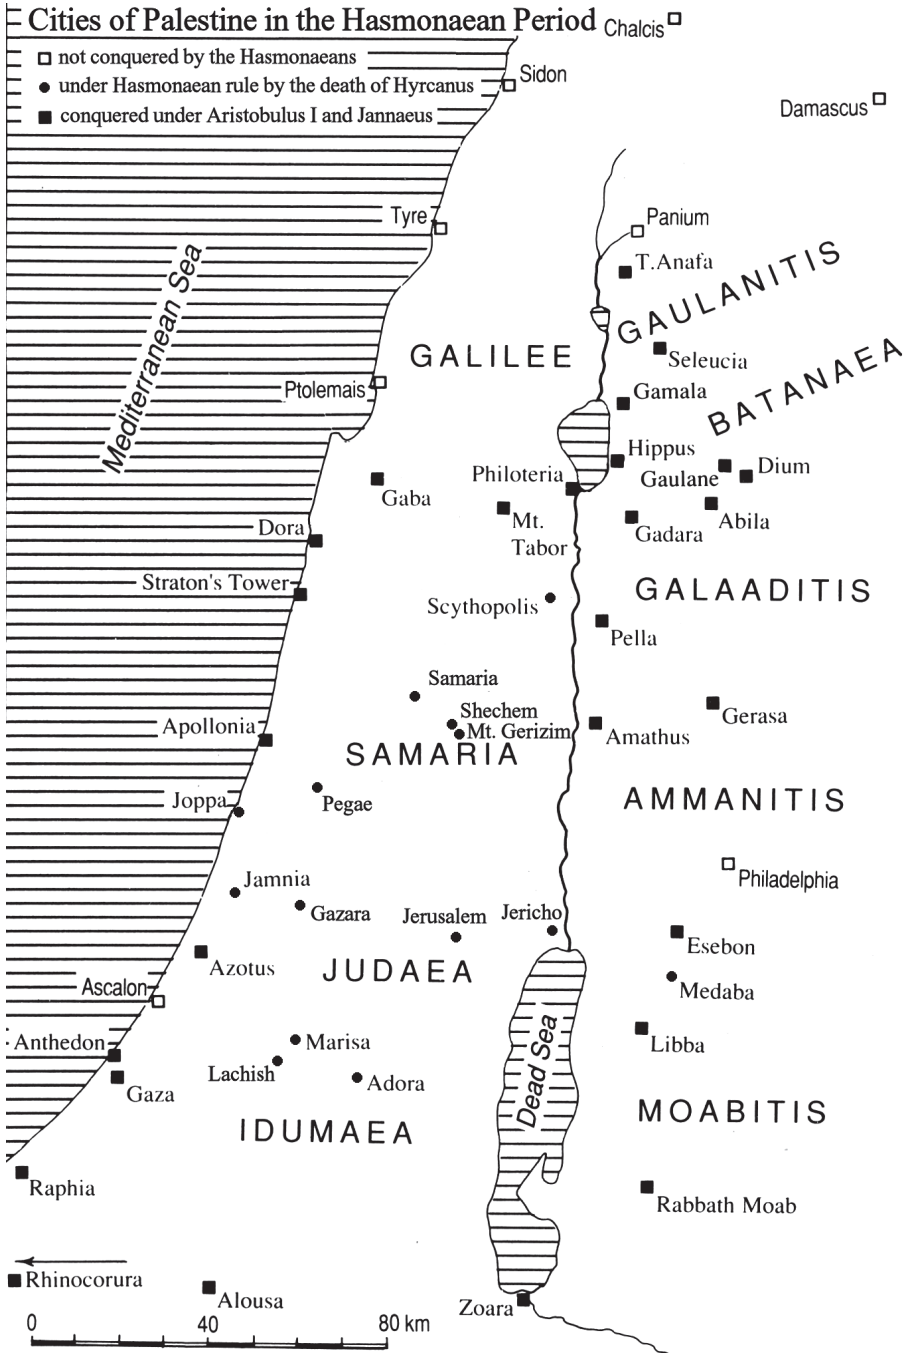 Cities of Palestine in the Hasmonaean Period
not conquered by the Hasmonaeans
under Hasmonaean rule by the death of Hyrcanus
conquered under Aristobulus I and Jannaeus
Chalcis
Sidon
Damascus
Tyre
Panium
T.Anafa
Mediterranean Sea
GAULANITIS
GALILEE
Seleucia
BATANAEA
Ptolemais
Gamala
Hippus
Philoteria
Gaulane
Dium
Gaba
Mt.
Tabor
Gadara
Abila
Dora
Straton's Tower
GALAADITIS
Scythopolis
Pella
Samaria
Shechem
Mt. Gerizim
Gerasa
Amathus
Apollonia
SAMARIA
Joppa
Pegae
AMMANITIS
Jamnia
Philadelphia
Gazara
Jerusalem
Jericho
Esebon
Azotus
JUDAEA
Ascalon
Medaba
Anthedon
Marisa
Libba
Lachish
Adora
Dead Sea
Gaza
MOABITIS
IDUMAEA
Raphia
Rabbath Moab
Rhinocorura
Alousa
Zoara
0 40 80 km